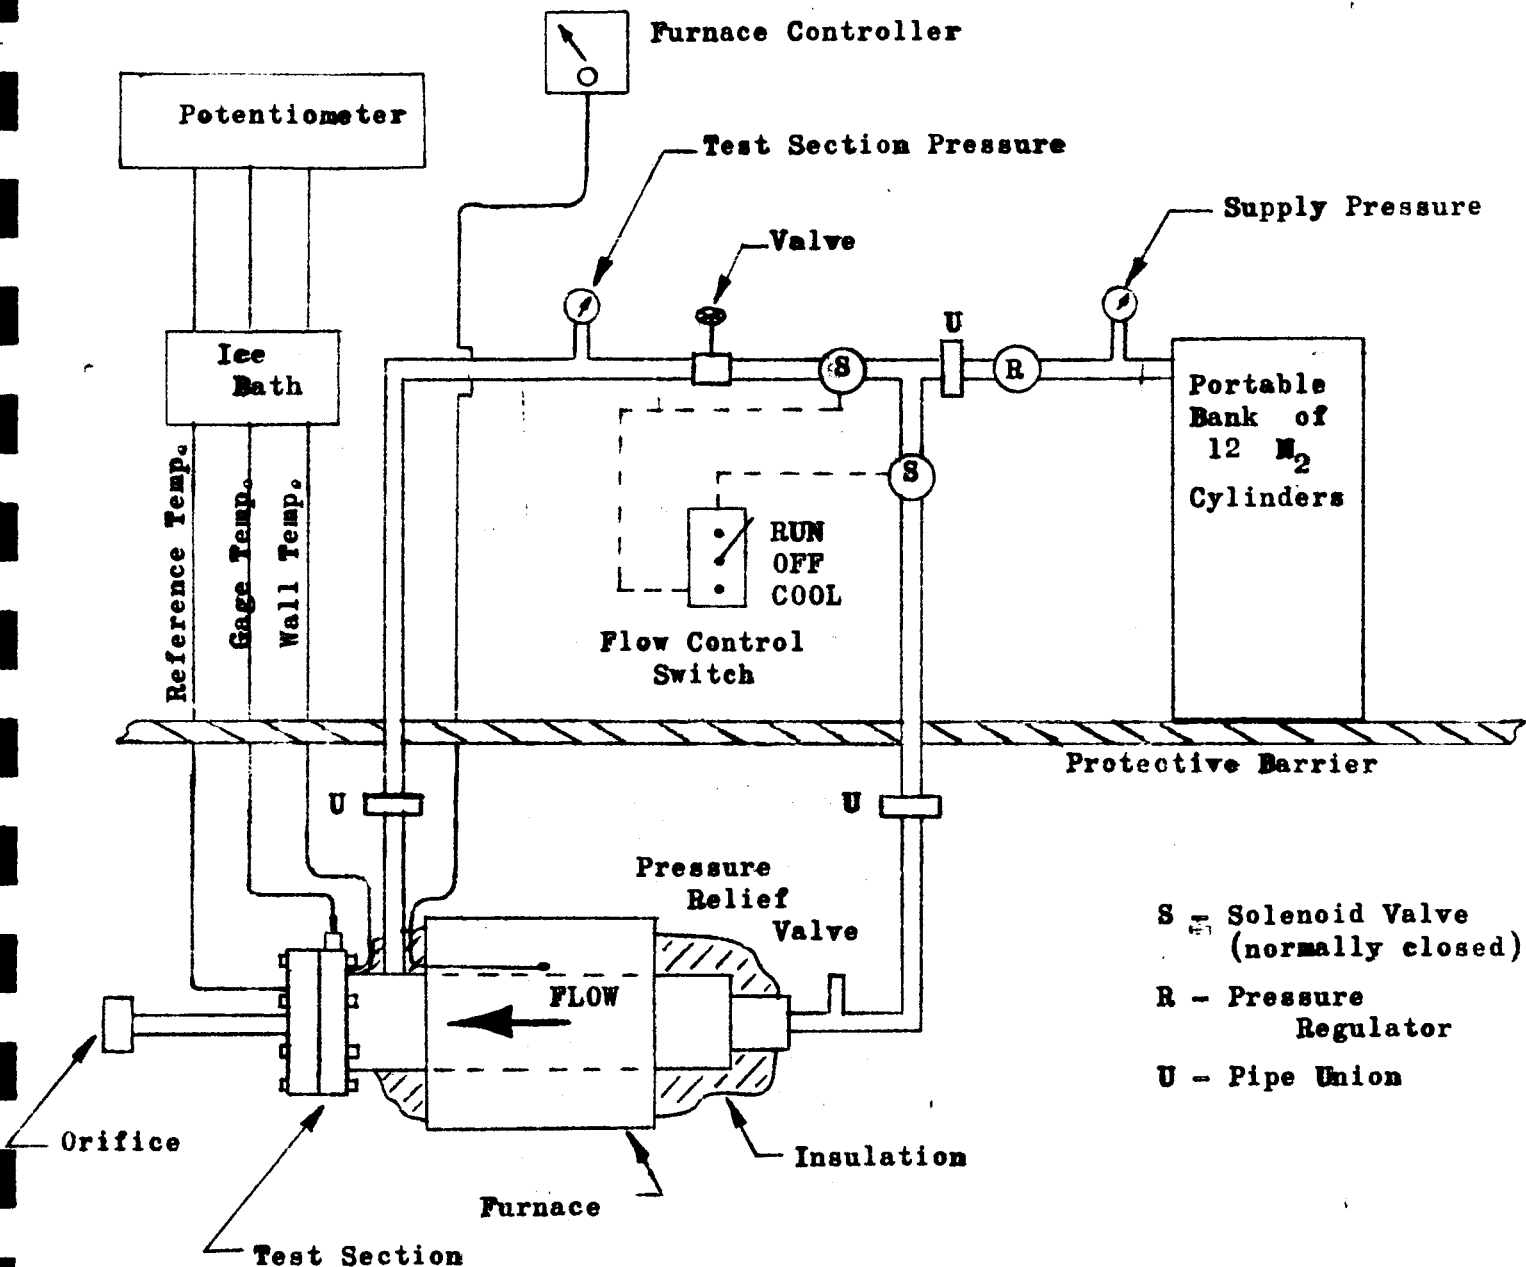 Furnace Controller
Potentiometer
Test Section Pressure
Supply Pressure
Valve
U
Ice
Bath
S
R
Portable
Bank of
12 N2
Cylinders
S
Reference Temp.
Gage Temp.
Wall Temp.
RUN
OFF
COOL
Flow Control
Switch
Protective Barrier
U
U
Pressure
Relief
Valve
S - Solenoid Valve
(normally closed)
FLOW
R - Pressure
Regulator
U - Pipe Union
Orifice
Insulation
Furnace
Test Section